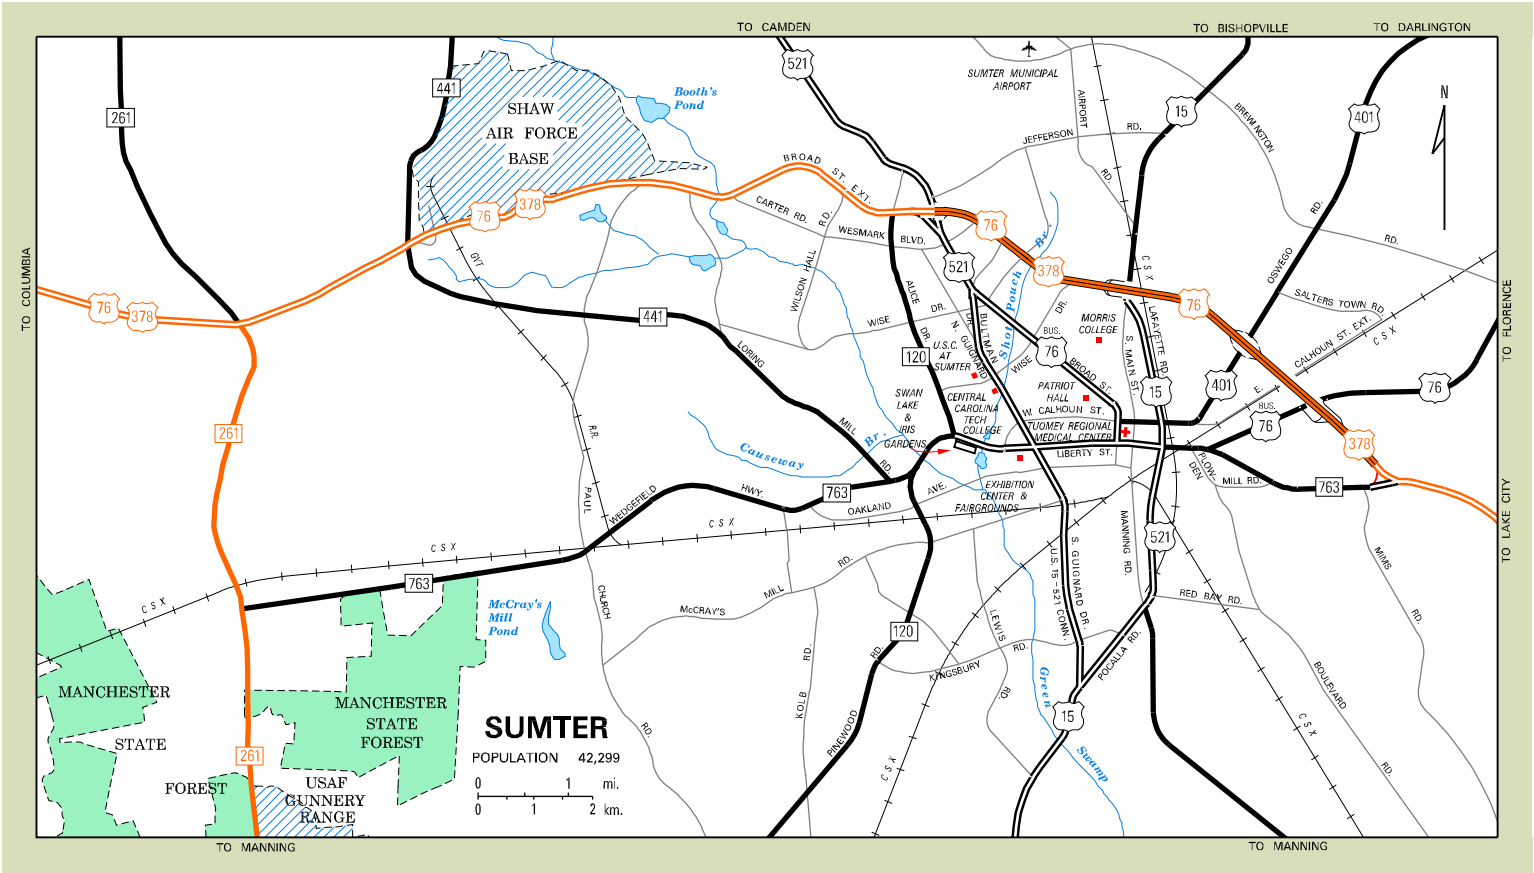 TO CAMDEN
TO BISHOPVILLE
TO DARLINGTON
TO COLUMBIA
TO FLORENCE
TO LAKE CITY
TO MANNING
TO MANNING
N
261
441
521
15
401
SHAW
AIR FORCE
BASE
Booth's
Pond
SUMTER MUNICIPAL
AIRPORT
AIRPORT
RD.
JEFFERSON
RD.
BREWINGTON
RD.
BROAD
ST. EXT.
76
378
76
378
76
378
76
378
CARTER RD.
WESMARK
BLVD.
WILSON HALL
RD.
ALICE
DR.
WISE
DR.
WISE
DR.
521
N. GUIGNARD
DR.
BULTMAN
Shot Pouch
Br.
BUS.
76
BROAD ST.
MORRIS
COLLEGE
S. MAIN ST.
LAFAYETTE RD.
CSX
OSWEGO
RD.
SALTERS TOWN RD.
CALHOUN ST. EXT.
CSX
E.
401
15
BUS.
76
76
GVT
R.R.
441
LORING
MILL
RD.
120
U.S.C.
AT
SUMTER
SWAN
LAKE
&
IRIS
GARDENS
CENTRAL
CAROLINA
TECH
COLLEGE
PATRIOT
HALL
W. CALHOUN ST.
TUOMEY REGIONAL
MEDICAL CENTER
LIBERTY ST.
EXHIBITION
CENTER &
FAIRGROUNDS
Causeway
Br.
PLOW-
DEN
MILL RD.
763
PAUL
WEDGEFIELD
HWY.
763
OAKLAND
AVE.
CSX
CSX
CSX
763
CHURCH
RD.
McCray's
Mill
Pond
McCRAY'S
MILL
RD.
KOLB
RD.
120
PINEWOOD
RD.
LEWIS
RD.
KINGSBURY
RD.
S. GUIGNARD DR.
U.S. 15-521 CONN.
MANNING RD.
521
RED BAY RD.
POCALLA RD.
15
Green
Swamp
CSX
CSX
BOULEVARD
RD.
MIMS
RD.
261
261
MANCHESTER
STATE
FOREST
MANCHESTER
STATE
FOREST
USAF
GUNNERY
RANGE
SUMTER
POPULATION 42,299
0 1 mi.
0 1 2 km.